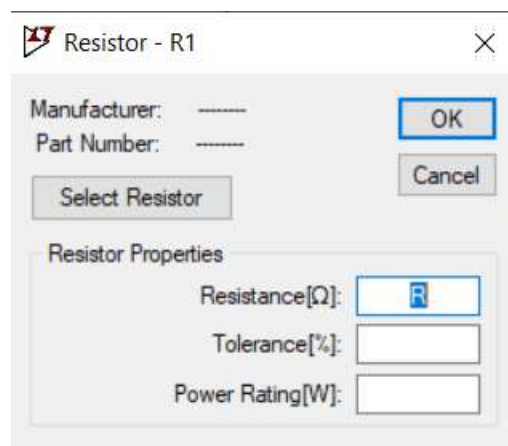 Resistor - R1
Manufacturer: --------
Part Number: --------
OK
Cancel
Select Resistor
Resistor Properties
Resistance[Ω]: R
Tolerance[%]:
Power Rating[W]: